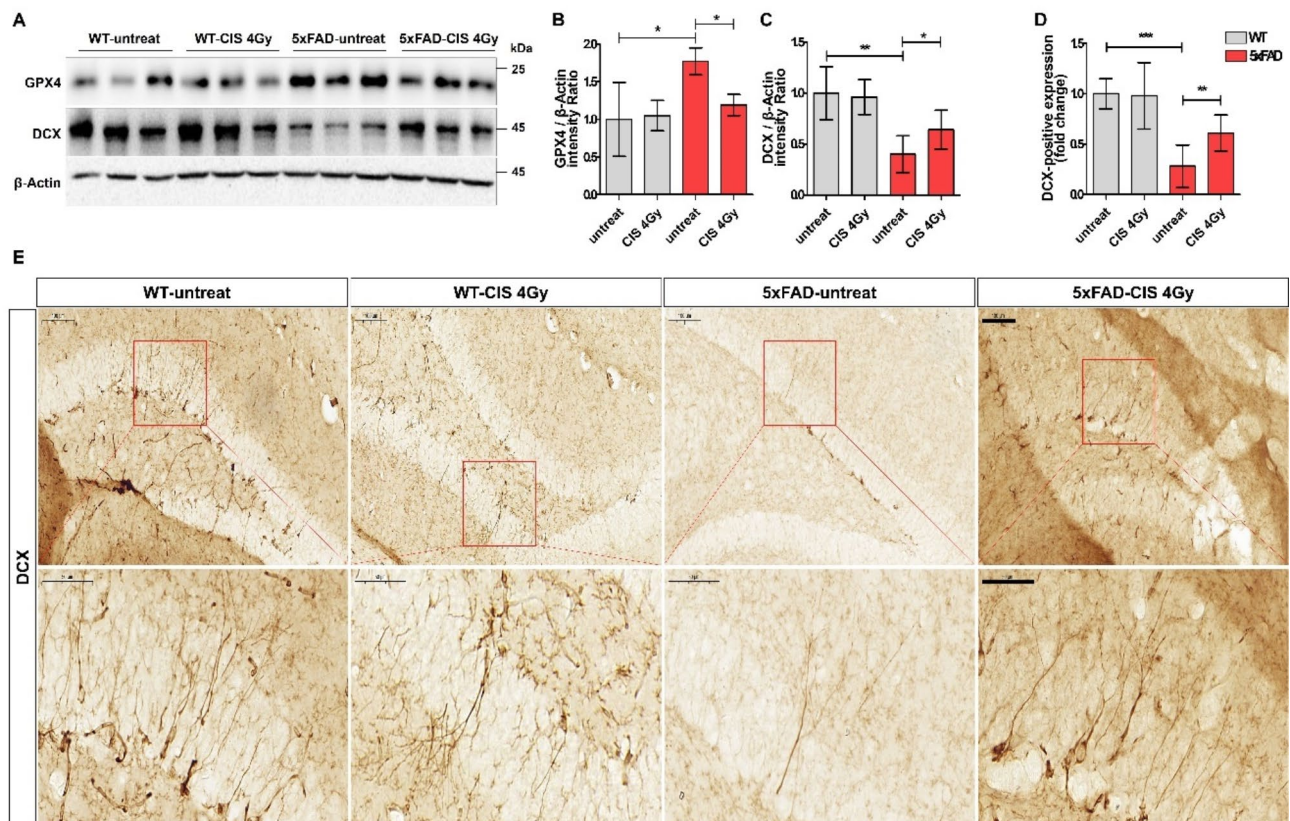 A
WT-untreat WT-CIS 4Gy 5xFAD-untreat 5xFAD-CIS 4Gy kDa
GPX4 25
DCX 45
β-Actin 45
B
GPX4 / β-Actin
intensity Ratio
2.0
1.5
1.0
0.5
0.0
* *
untreat CIS 4Gy untreat CIS 4Gy
C
DCX / β-Actin
intensity Ratio
1.5
1.0
0.5
0.0
** *
untreat CIS 4Gy untreat CIS 4Gy
D
DCX-positive expression
(fold change)
1.5
1.0
0.5
0.0
*** **
untreat CIS 4Gy untreat CIS 4Gy
WT
5xFAD
E
WT-untreat WT-CIS 4Gy 5xFAD-untreat 5xFAD-CIS 4Gy
DCX